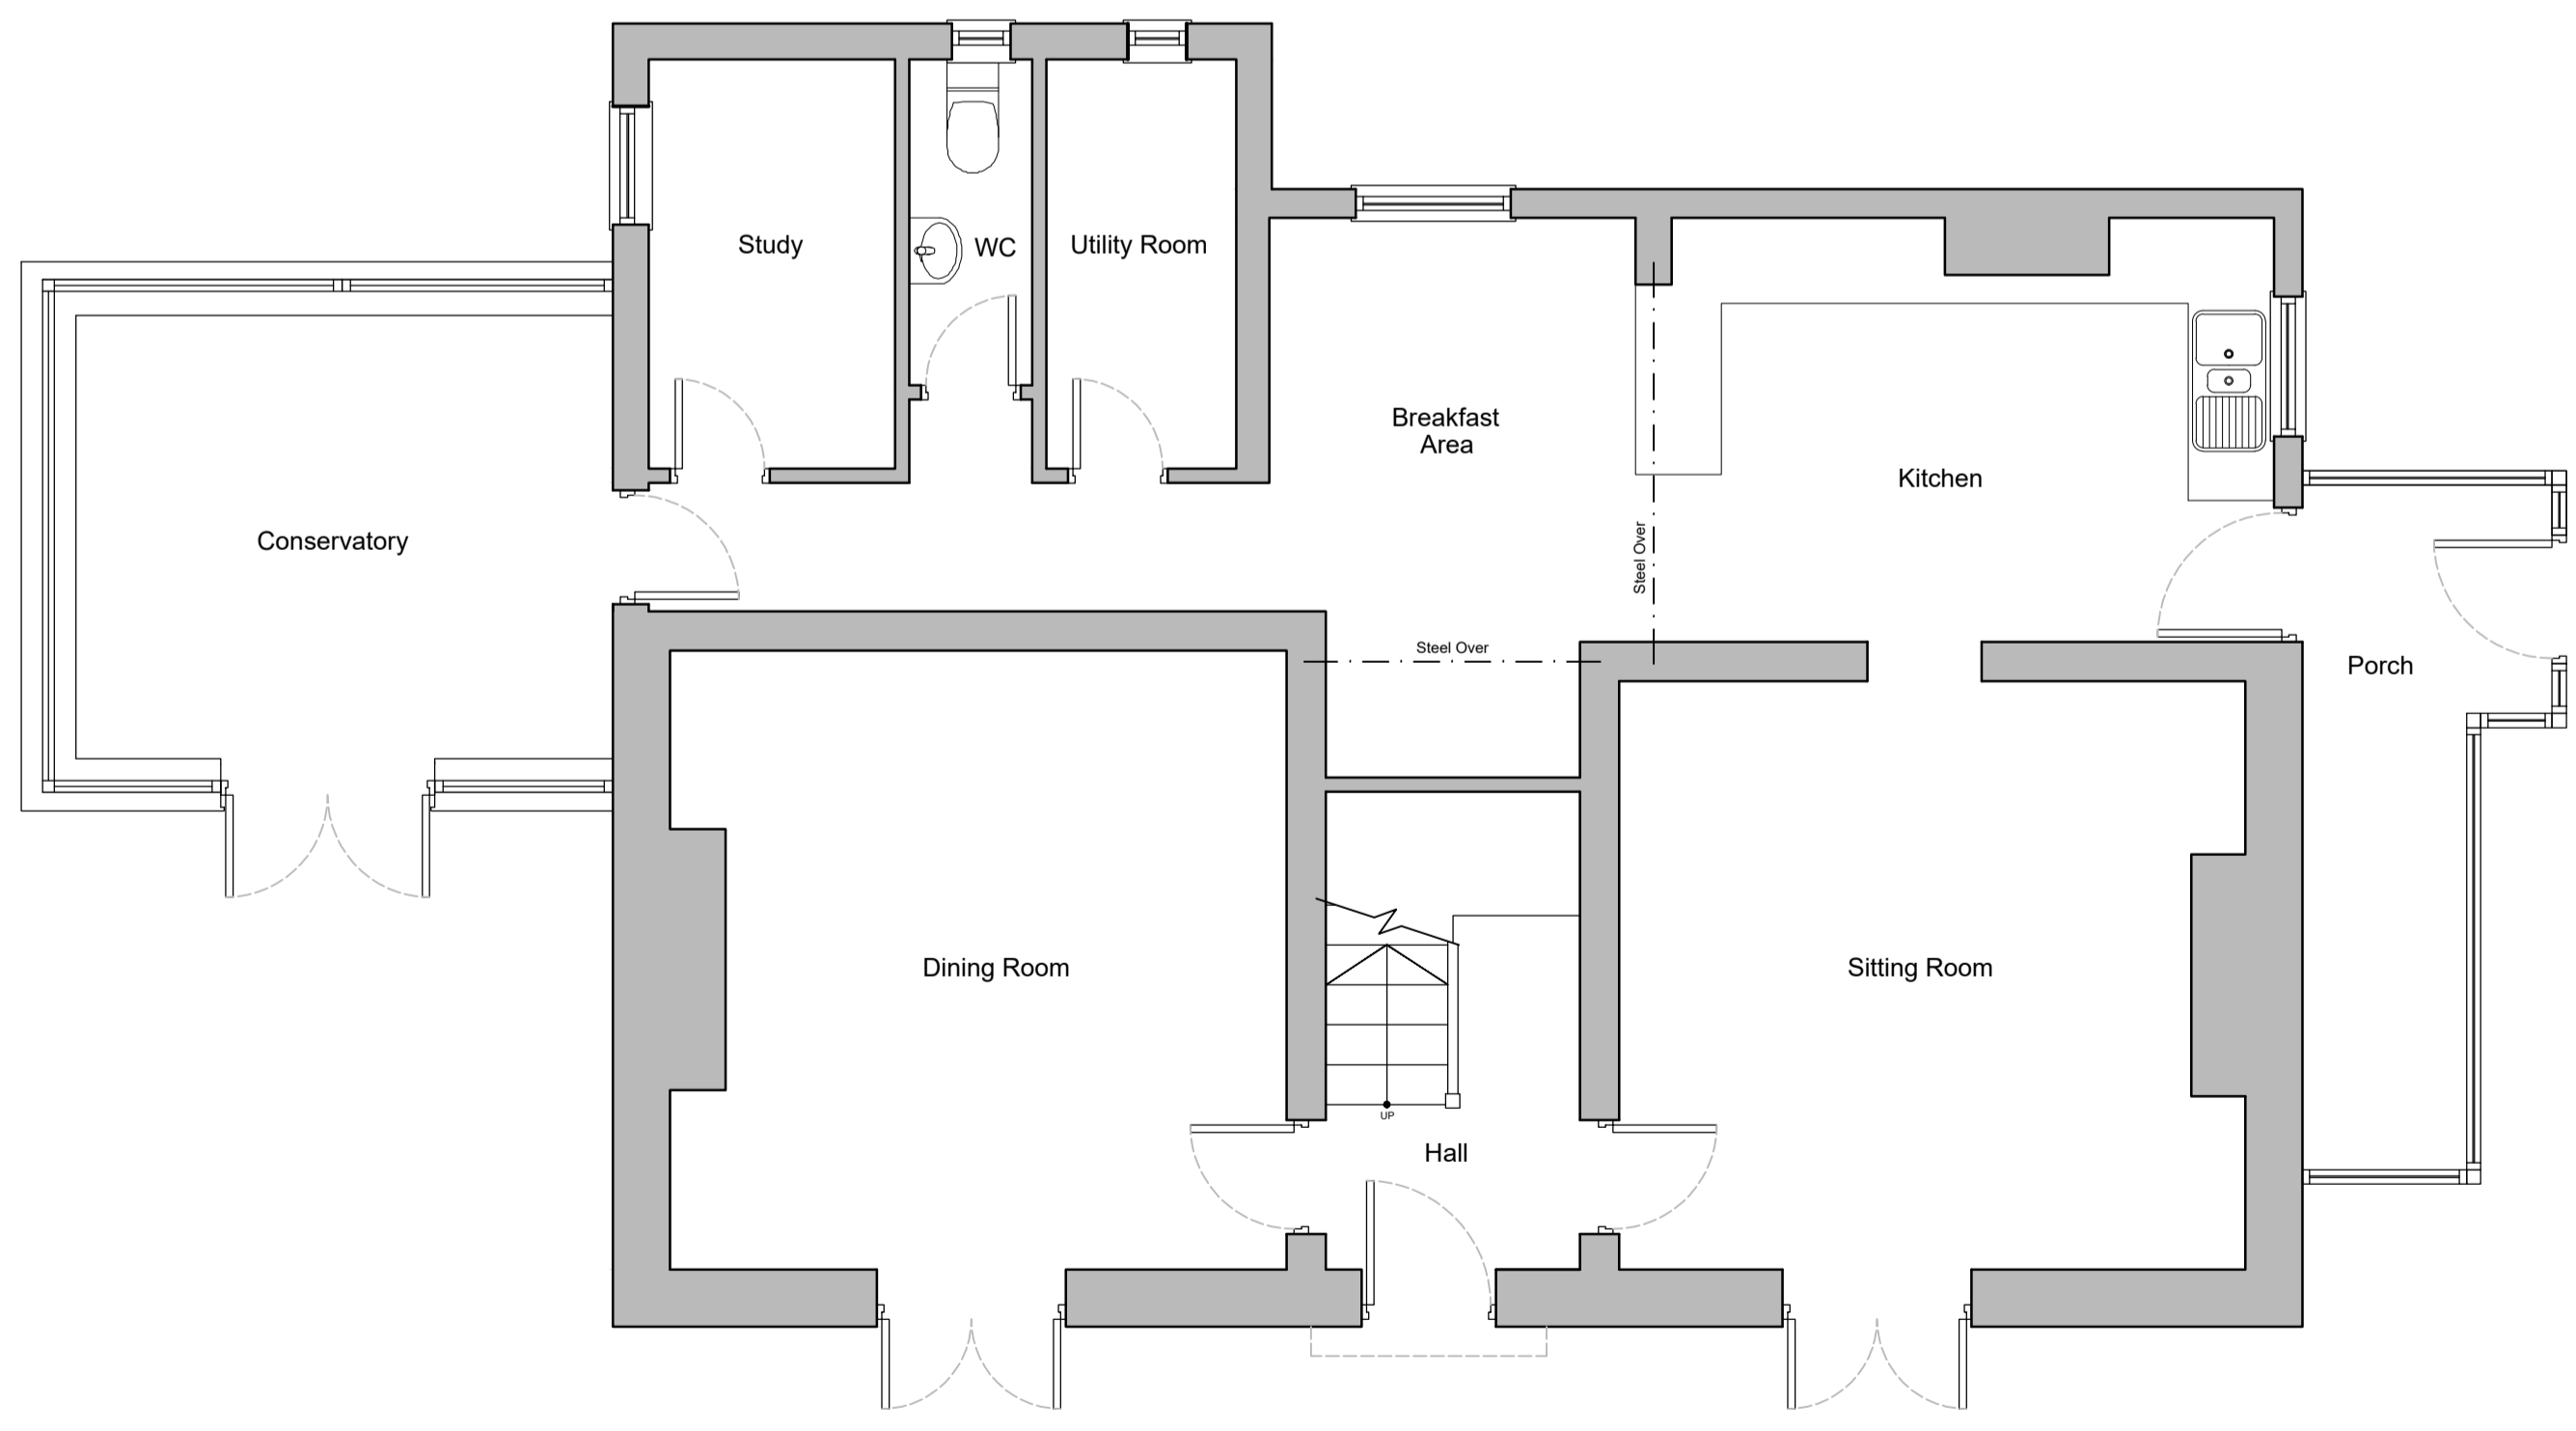 Study
WC
Utility Room
Breakfast
Area
Kitchen
Conservatory
Steel Over
Steel Over
Porch
Dining Room
Sitting Room
UP
Hall